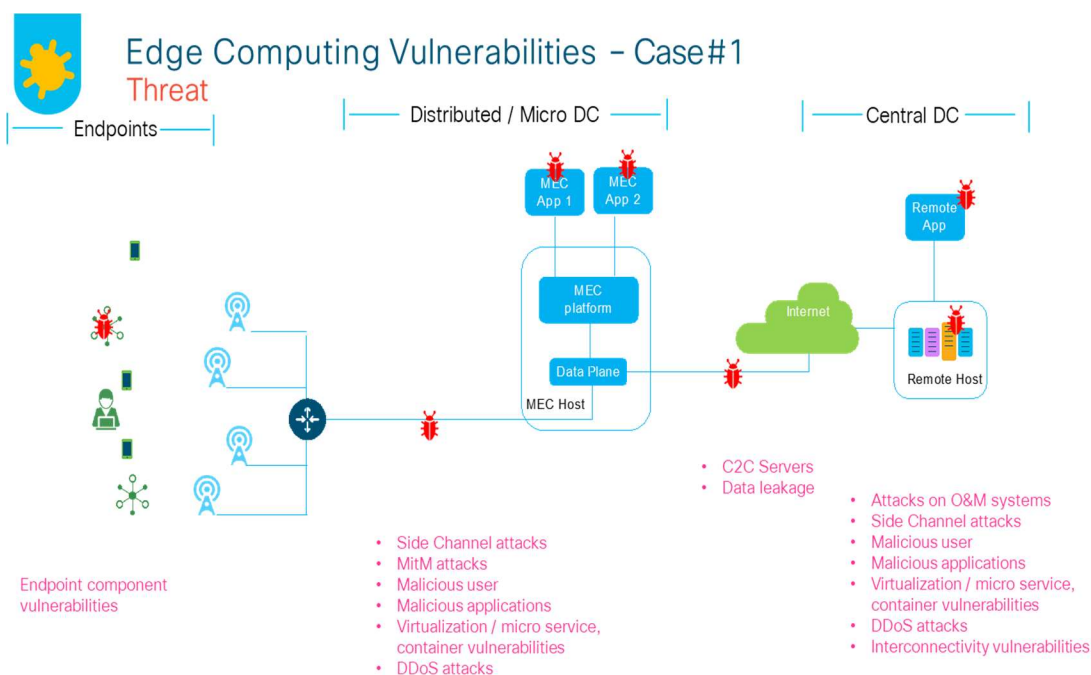 Edge Computing Vulnerabilities – Case#1
Threat
Endpoints
Distributed / Micro DC
Central DC
MEC
App 1
MEC
App 2
Remote
App
MEC
platform
Internet
Data Plane
MEC Host
Remote Host
• C2C Servers
• Data leakage
Endpoint component
vulnerabilities
• Side Channel attacks
• MitM attacks
• Malicious user
• Malicious applications
• Virtualization / micro service,
container vulnerabilities
• DDoS attacks
• Attacks on O&M systems
• Side Channel attacks
• Malicious user
• Malicious applications
• Virtualization / micro service,
container vulnerabilities
• DDoS attacks
• Interconnectivity vulnerabilities